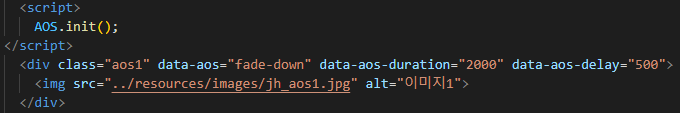 <script>
AOS.init();
</script>
<div class="aos1" data-aos="fade-down" data-aos-duration="2000" data-aos-delay="500">
<img src="../resources/images/jh_aos1.jpg" alt="이미지1">
</div>